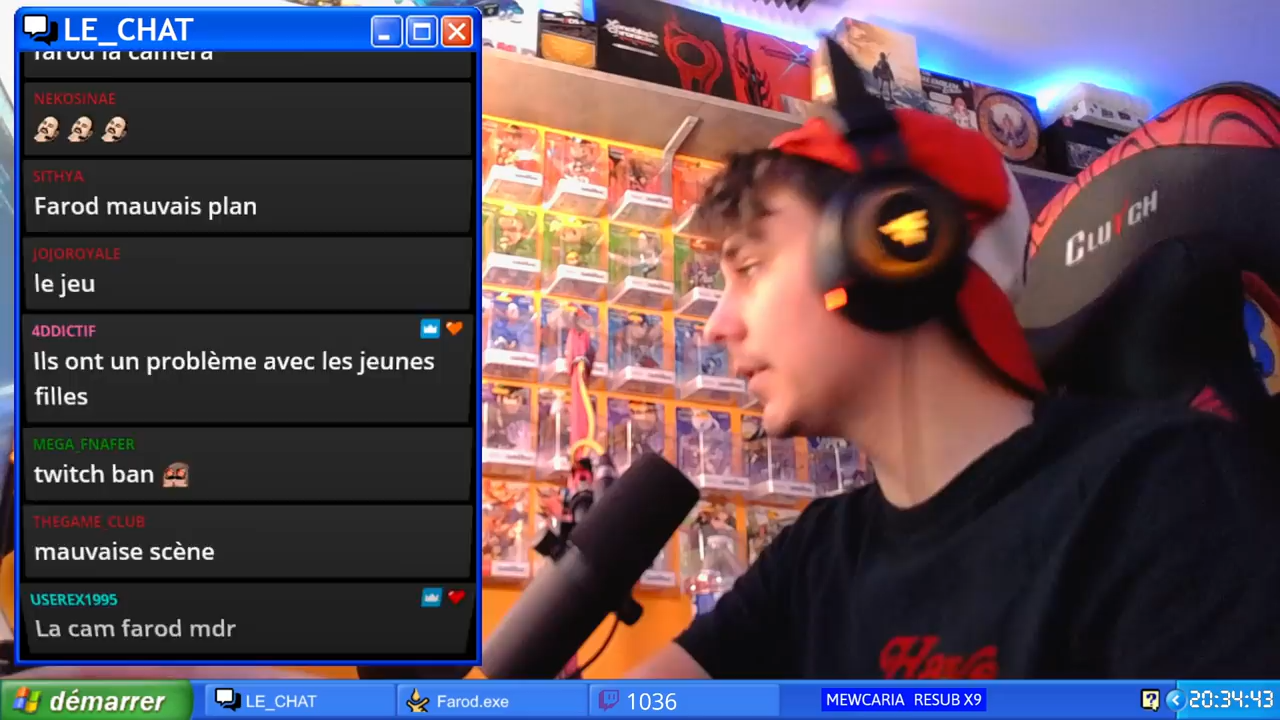 LE_CHAT
farod la caméra
NEKOSINAE
SITHYA
Farod mauvais plan
JOJOROYALE
le jeu
4DDICTIF
Ils ont un problème avec les jeunes
filles
MEGA_FNAFER
twitch ban
THEGAME_CLUB
mauvaise scène
USEREX1995
La cam farod mdr
Xenoblade
CLUTCH
démarrer
LE_CHAT
Farod.exe
1036
MEWCARIA RESUB X9
20:34:43